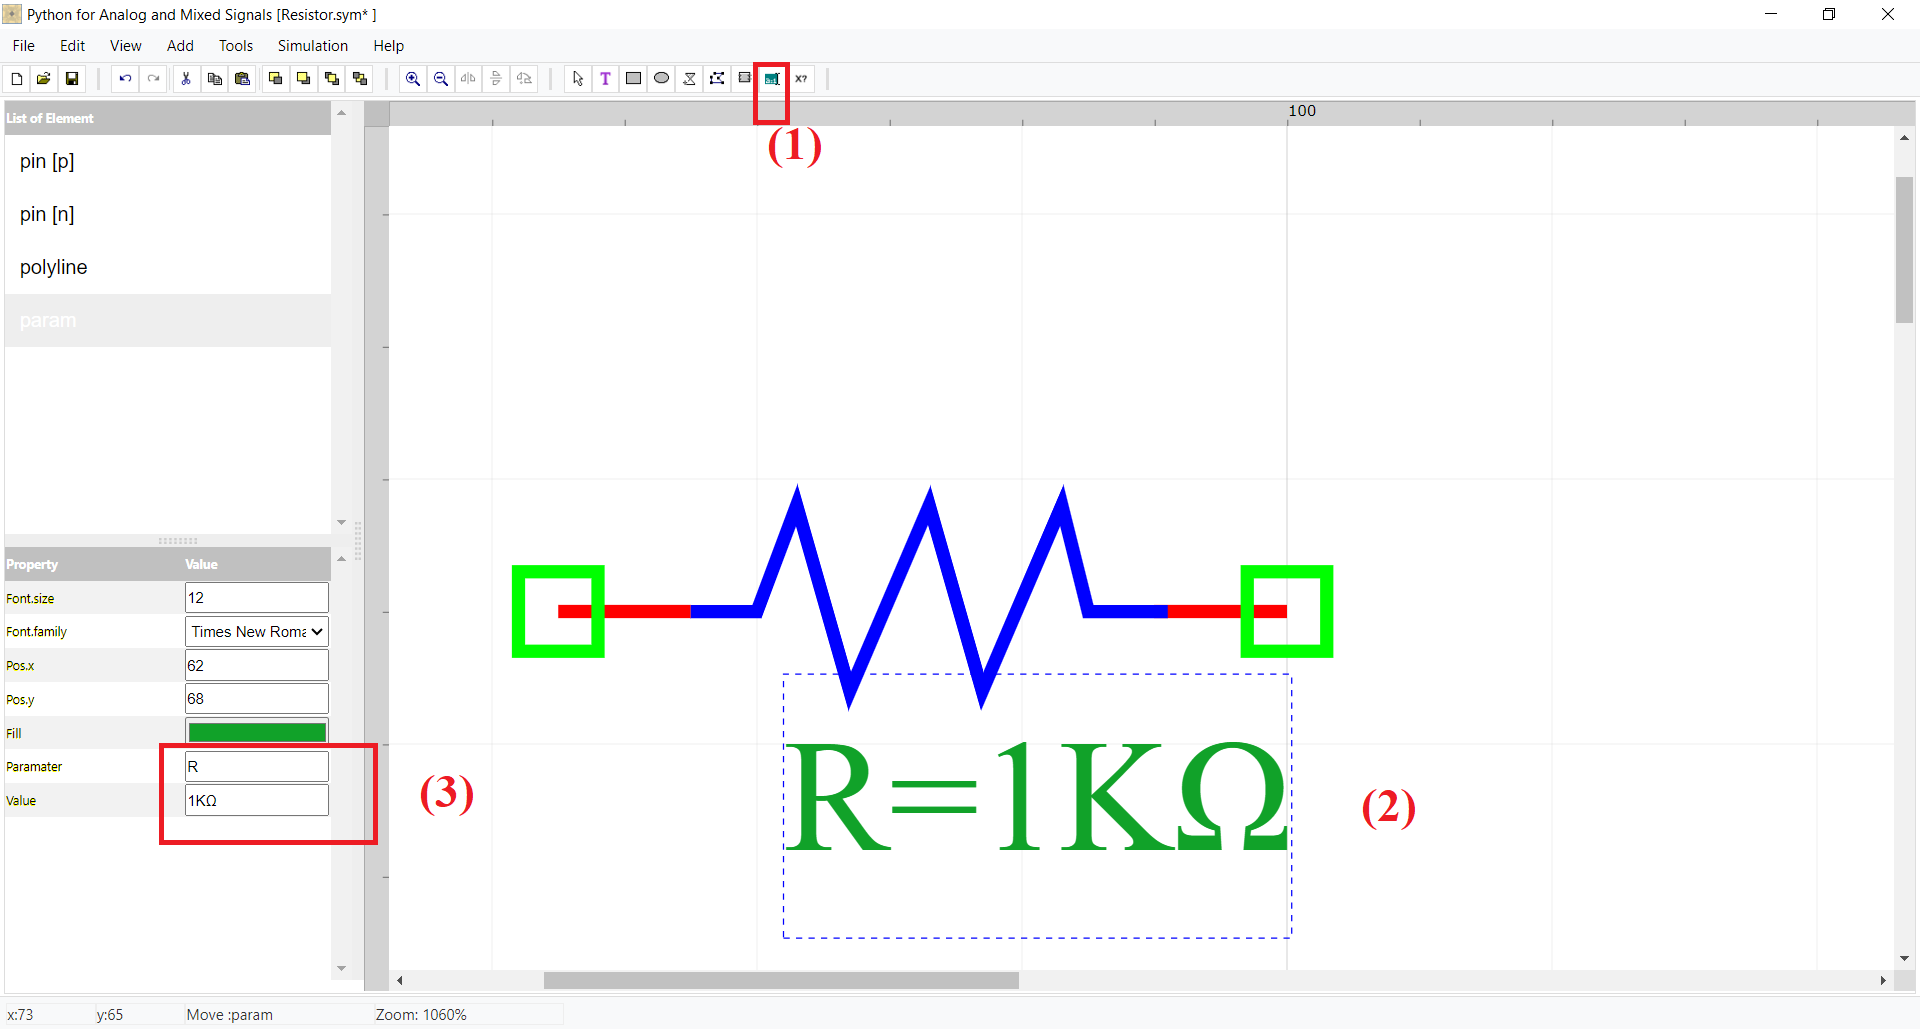 Python for Analog and Mixed Signals [Resistor.sym* ]
File Edit View Add Tools Simulation Help
T X?
(1)
100
List of Element
pin [p]
pin [n]
polyline
param
Property Value
Font.size 12
Font.family Times New Roma
Pos.x 62
Pos.y 68
Fill
Paramater R
Value 1KΩ
(3)
R=1KΩ
(2)
x:73 y:65 Move :param Zoom: 1060%